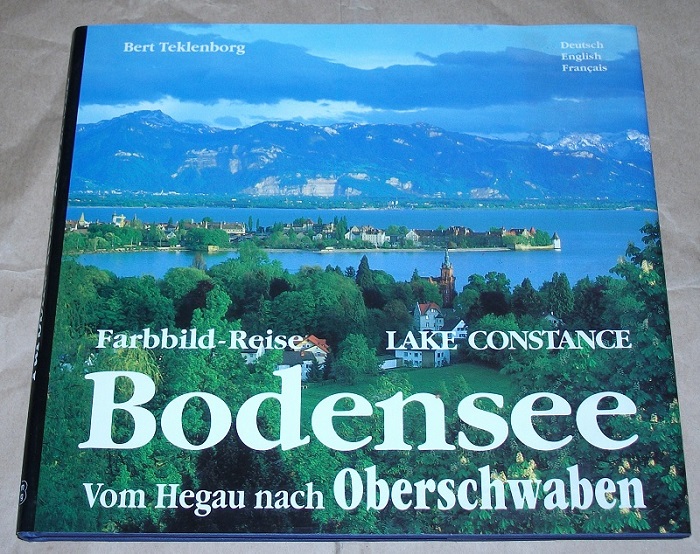 Bert Teklenborg
Deutsch
English
Français
Farbbild-Reise LAKE CONSTANCE
Bodensee
Vom Hegau nach Oberschwaben